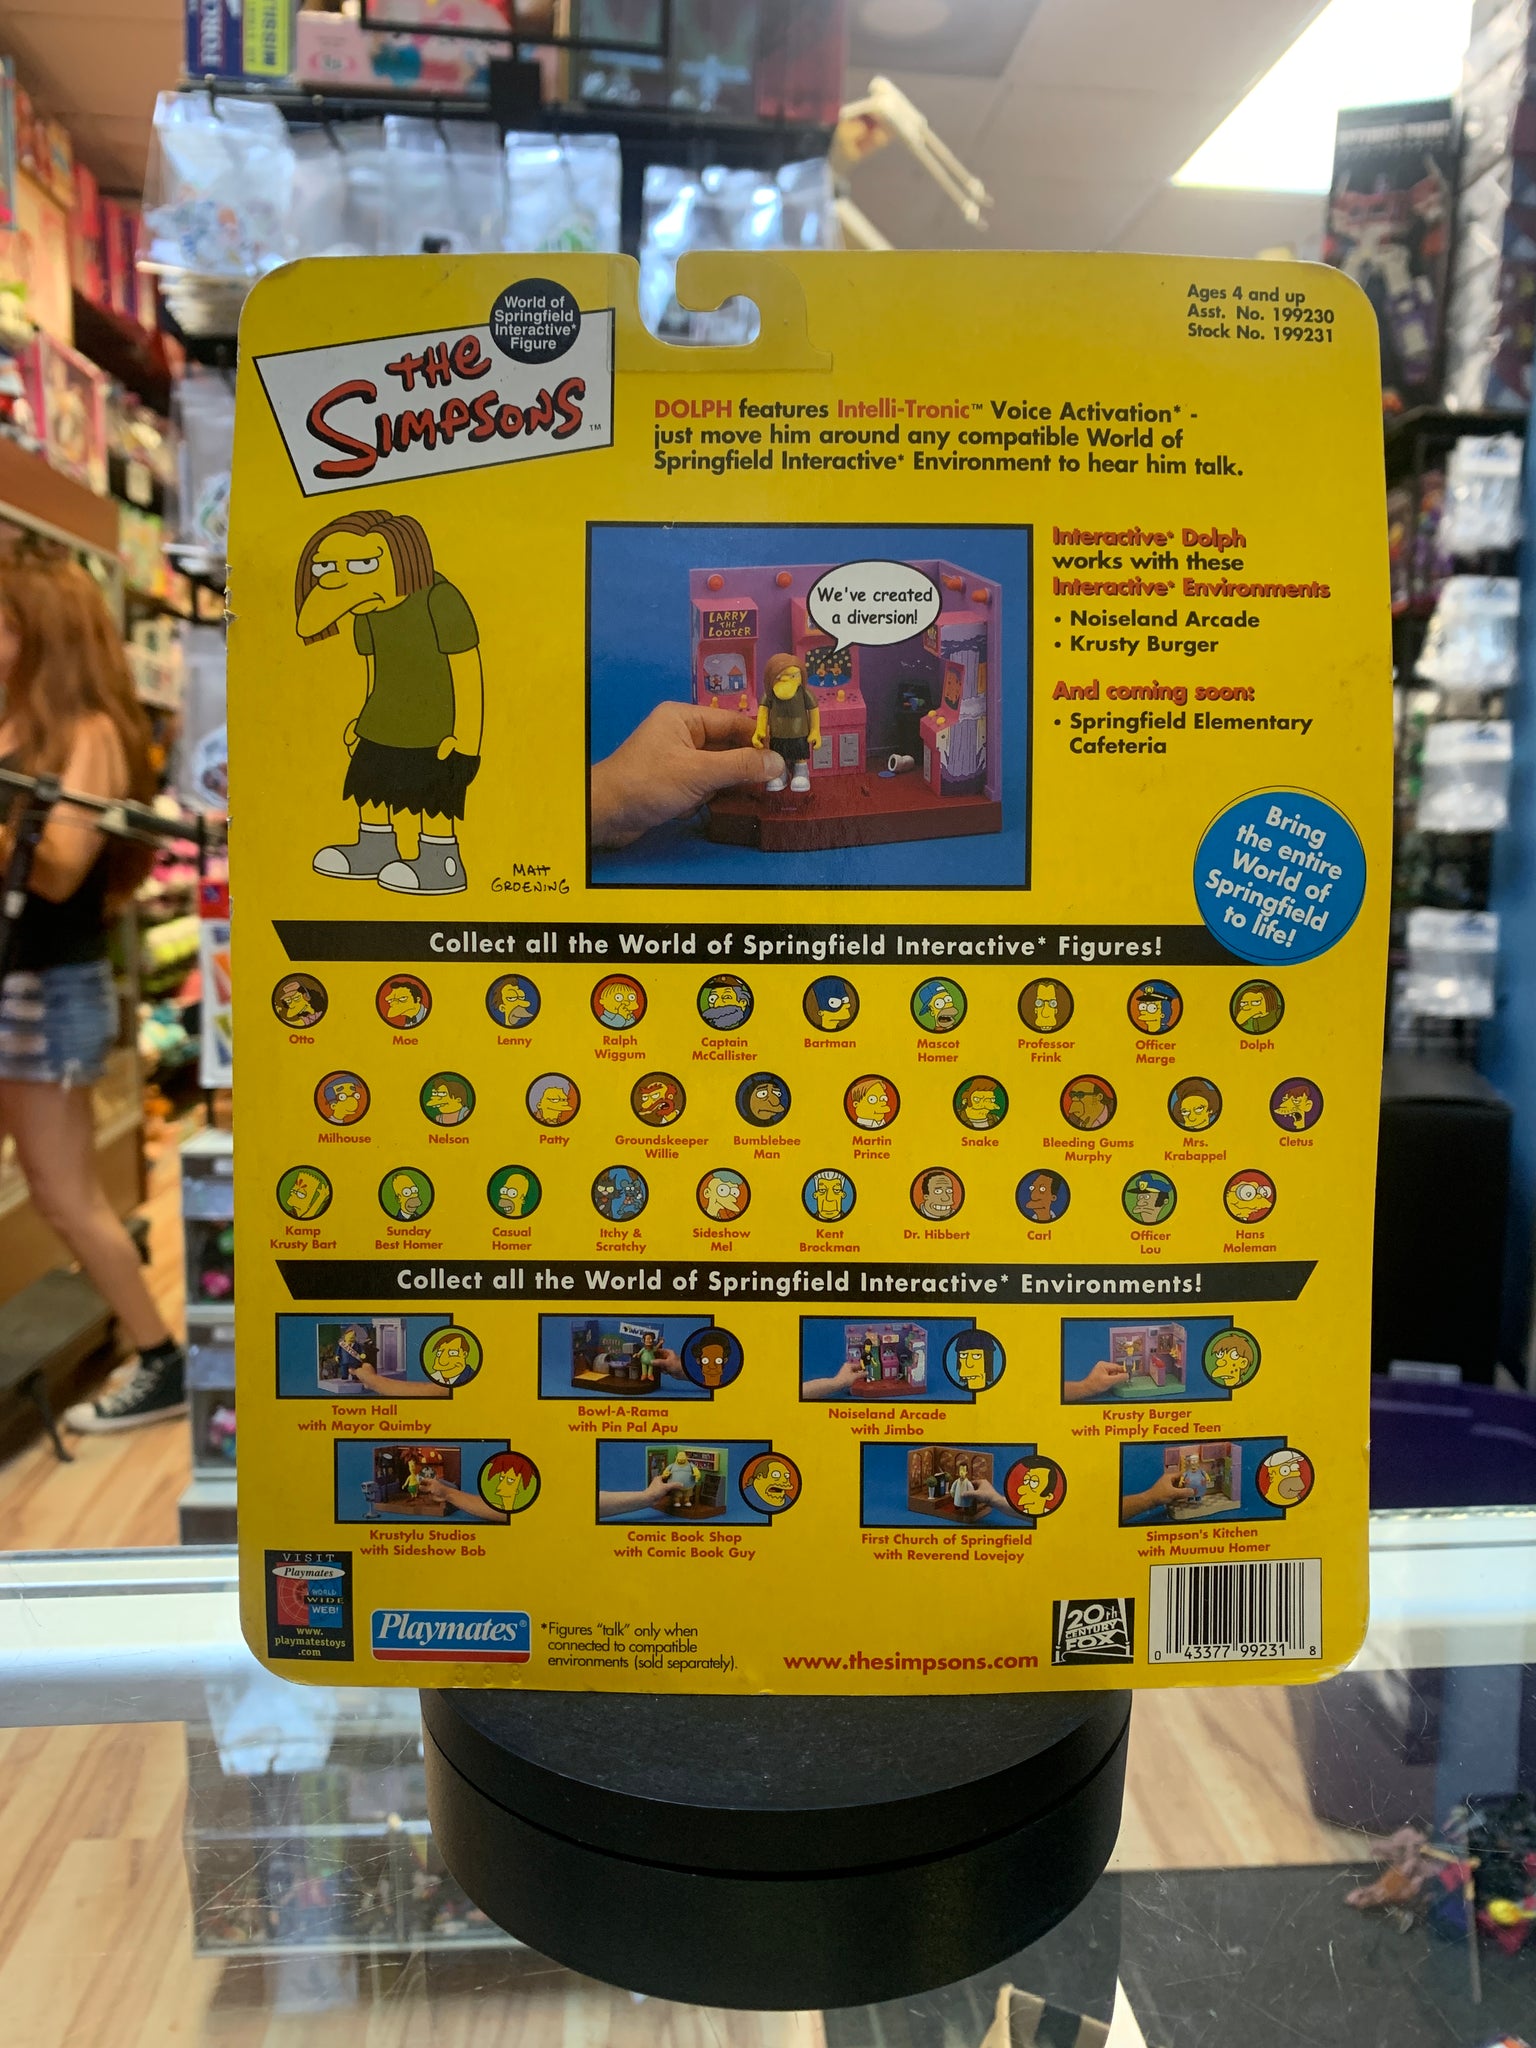 World of
Springfield
Interactive*
Figure
THE
SIMPSONS
TM
Ages 4 and up
Asst. No. 199230
Stock No. 199231
DOLPH features Intelli-Tronic™ Voice Activation* -
just move him around any compatible World of
Springfield Interactive* Environment to hear him talk.
LARRY
THE
LOOTER
We've created
a diversion!
MATT
GROENING
Interactive* Dolph
works with these
Interactive* Environments
• Noiseland Arcade
• Krusty Burger
And coming soon:
• Springfield Elementary
Cafeteria
Bring
the entire
World of
Springfield
to life!
Collect all the World of Springfield Interactive* Figures!
Otto
Moe
Lenny
Ralph
Wiggum
Captain
McCallister
Bartman
Mascot
Homer
Professor
Frink
Officer
Marge
Dolph
Milhouse
Nelson
Patty
Groundskeeper
Willie
Bumblebee
Man
Martin
Prince
Snake
Bleeding Gums
Murphy
Mrs.
Krabappel
Cletus
Kamp
Krusty Bart
Sunday
Best Homer
Casual
Homer
Itchy &
Scratchy
Sideshow
Mel
Kent
Brockman
Dr. Hibbert
Carl
Officer
Lou
Hans
Moleman
Collect all the World of Springfield Interactive* Environments!
Town Hall
with Mayor Quimby
Bowl-A-Rama
with Pin Pal Apu
Noiseland Arcade
with Jimbo
Krusty Burger
with Pimply Faced Teen
Krustylu Studios
with Sideshow Bob
Comic Book Shop
with Comic Book Guy
First Church of Springfield
with Reverend Lovejoy
Simpson's Kitchen
with Muumuu Homer
VISIT
Playmates
WORLD
WIDE
WEB!
www.
playmatestoys
.com
Playmates®
*Figures "talk" only when
connected to compatible
environments (sold separately).
www.thesimpsons.com
20th
CENTURY
FOX
0 43377 99231 8
FORCE
MISSILE